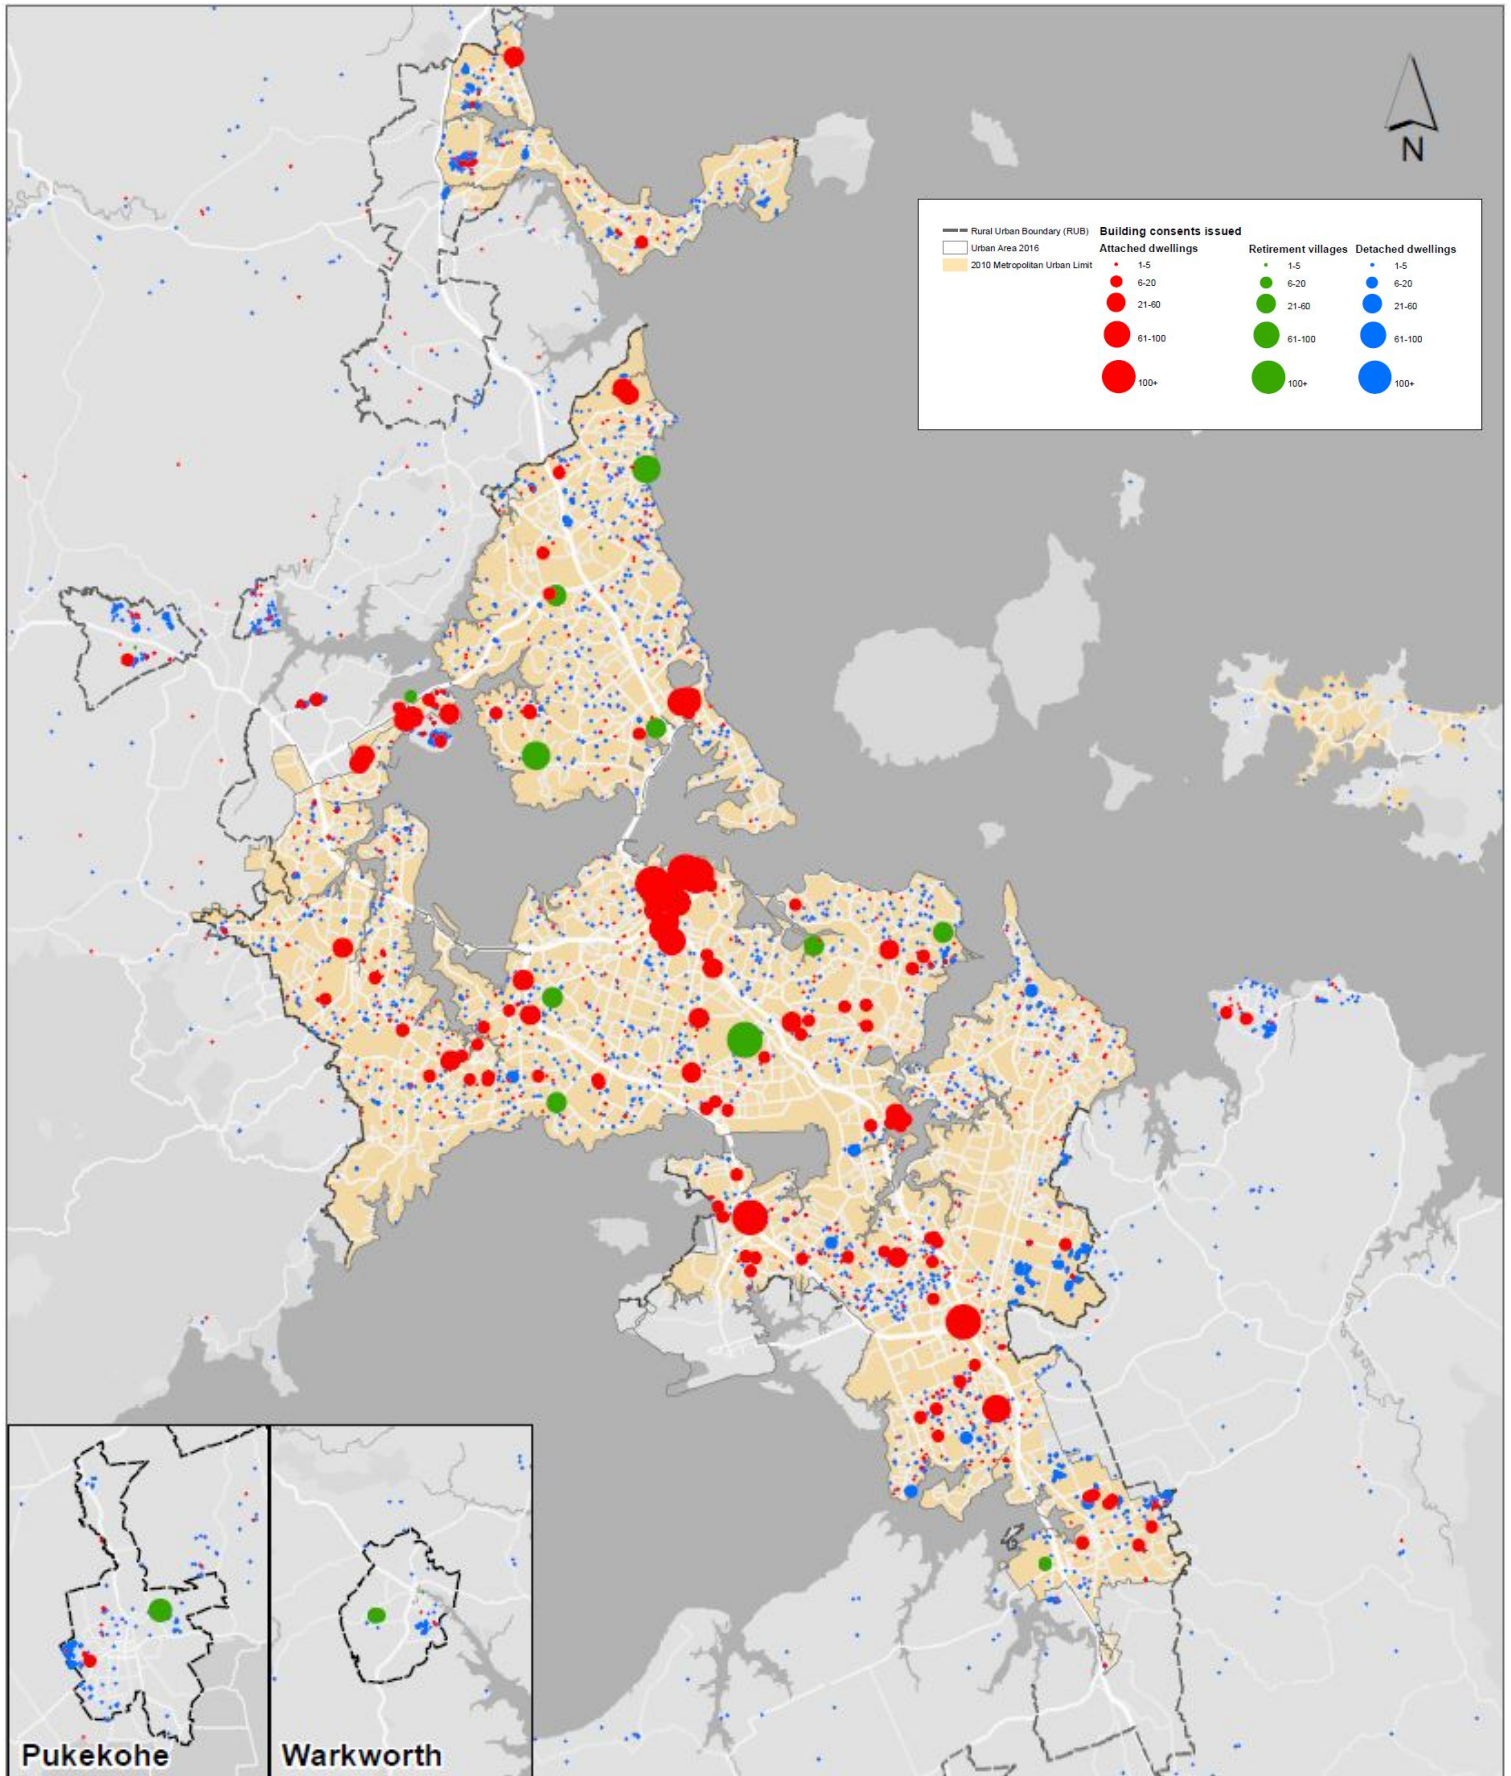 N
Rural Urban Boundary (RUB)
Urban Area 2016
2010 Metropolitan Urban Limit
Building consents issued
Attached dwellings
1-5
6-20
21-60
61-100
100+
Retirement villages
1-5
6-20
21-60
61-100
100+
Detached dwellings
1-5
6-20
21-60
61-100
100+
Pukekohe
Warkworth